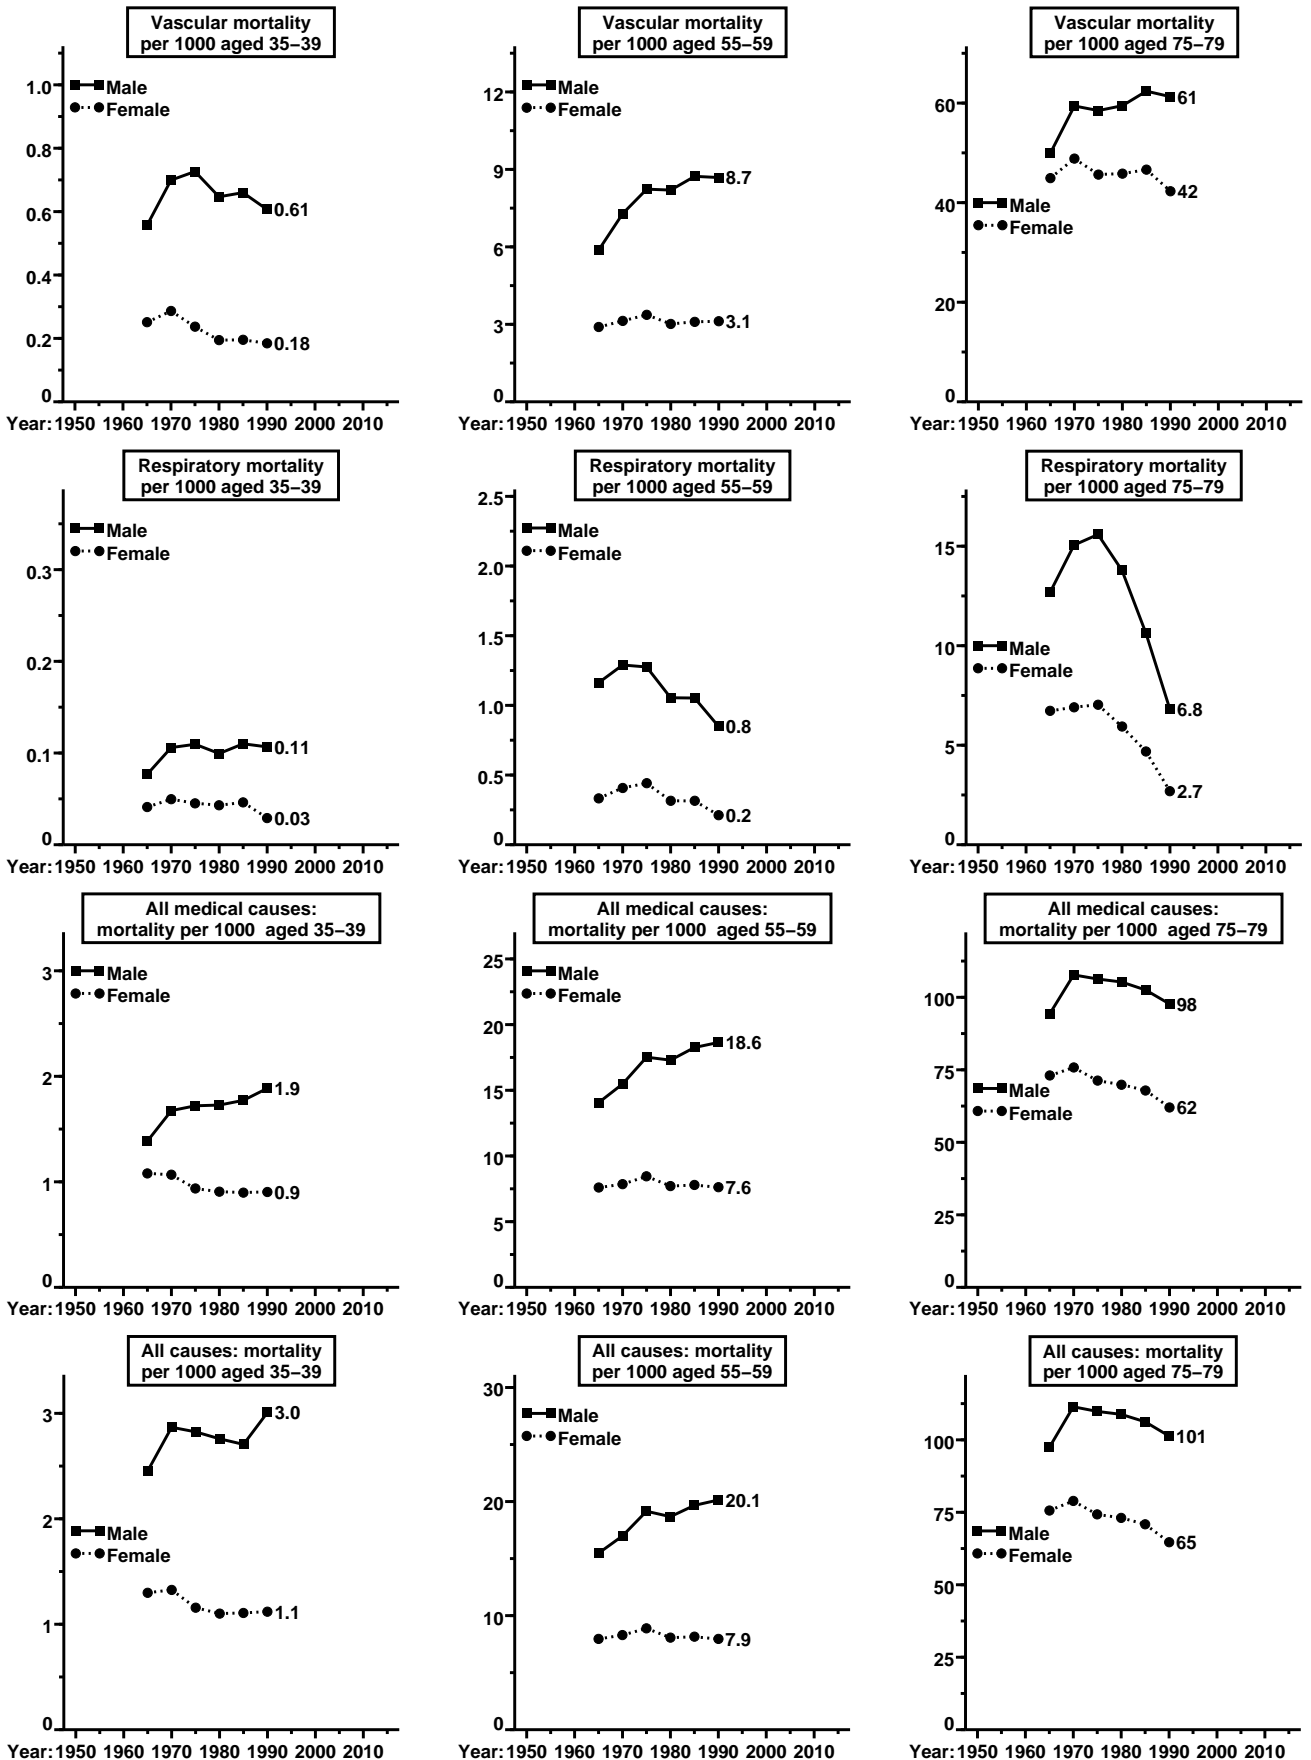 Vascular mortality
per 1000 aged 35–39
1.0
0.8
0.6
0.4
0.2
0
Male
Female
0.61
0.18
Year: 1950 1960 1970 1980 1990 2000 2010
Vascular mortality
per 1000 aged 55–59
12
9
6
3
0
Male
Female
8.7
3.1
1950 1960 1970 1980 1990 2000 2010
Year:
Vascular mortality
per 1000 aged 75–79
60
40
20
0
61
42
Male
Female
Year: 1950 1960 1970 1980 1990 2000 2010
Respiratory mortality
per 1000 aged 35–39
0.3
0.2
0.1
0
Male
Female
0.11
0.03
Year: 1950 1960 1970 1980 1990 2000 2010
Respiratory mortality
per 1000 aged 55–59
2.5
2.0
1.5
1.0
0.5
0
Male
Female
0.8
0.2
Year: 1950 1960 1970 1980 1990 2000 2010
Respiratory mortality
per 1000 aged 75–79
15
10
5
0
Male
Female
6.8
2.7
Year: 1950 1960 1970 1980 1990 2000 2010
All medical causes:
mortality per 1000 aged 35–39
3
2
1
0
Male
Female
1.9
0.9
Year: 1950 1960 1970 1980 1990 2000 2010
All medical causes:
mortality per 1000 aged 55–59
25
20
15
10
5
0
Male
Female
18.6
7.6
Year: 1950 1960 1970 1980 1990 2000 2010
All medical causes:
mortality per 1000 aged 75–79
100
75
50
25
0
98
Male
Female
62
Year: 1950 1960 1970 1980 1990 2000 2010
All causes: mortality
per 1000 aged 35–39
3
2
1
0
3.0
Male
Female
1.1
Year: 1950 1960 1970 1980 1990 2000 2010
All causes: mortality
per 1000 aged 55–59
30
20
10
0
Male
Female
20.1
7.9
Year: 1950 1960 1970 1980 1990 2000 2010
All causes: mortality
per 1000 aged 75–79
100
75
50
25
0
101
Male
Female
65
Year: 1950 1960 1970 1980 1990 2000 2010